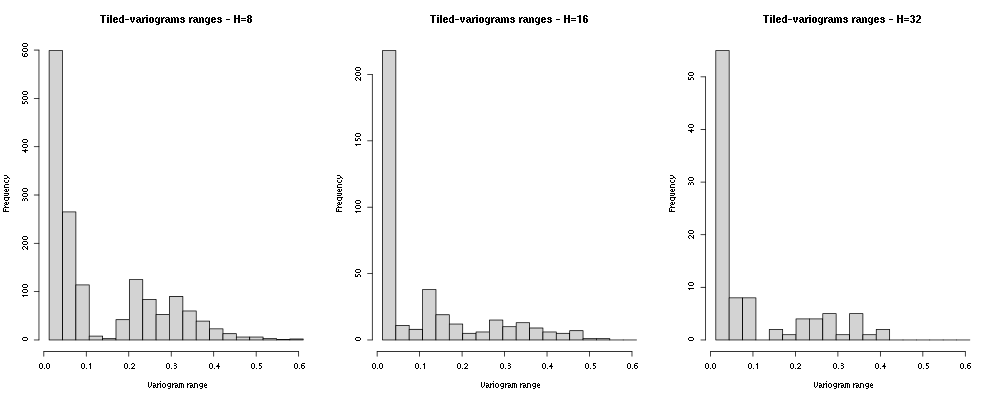 Tiled-variograms ranges - H=8
600
500
400
300
200
100
0
Frequency
0.0 0.1 0.2 0.3 0.4 0.5 0.6
Variogram range
Tiled-variograms ranges - H=16
200
150
100
50
0
Frequency
0.0 0.1 0.2 0.3 0.4 0.5 0.6
Variogram range
Tiled-variograms ranges - H=32
50
40
30
20
10
0
Frequency
0.0 0.1 0.2 0.3 0.4 0.5 0.6
Variogram range